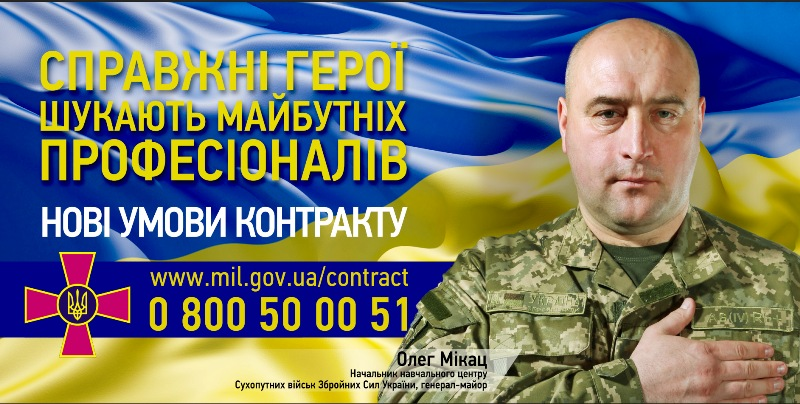 СПРАВЖНІ ГЕРОЇ
ШУКАЮТЬ МАЙБУТНІХ
ПРОФЕСІОНАЛІВ
НОВІ УМОВИ КОНТРАКТУ
www.mil.gov.ua/contract
0 800 50 00 51
Олег Мікац
Начальник навчального центру
Сухопутних військ Збройних Сил України, генерал-майор